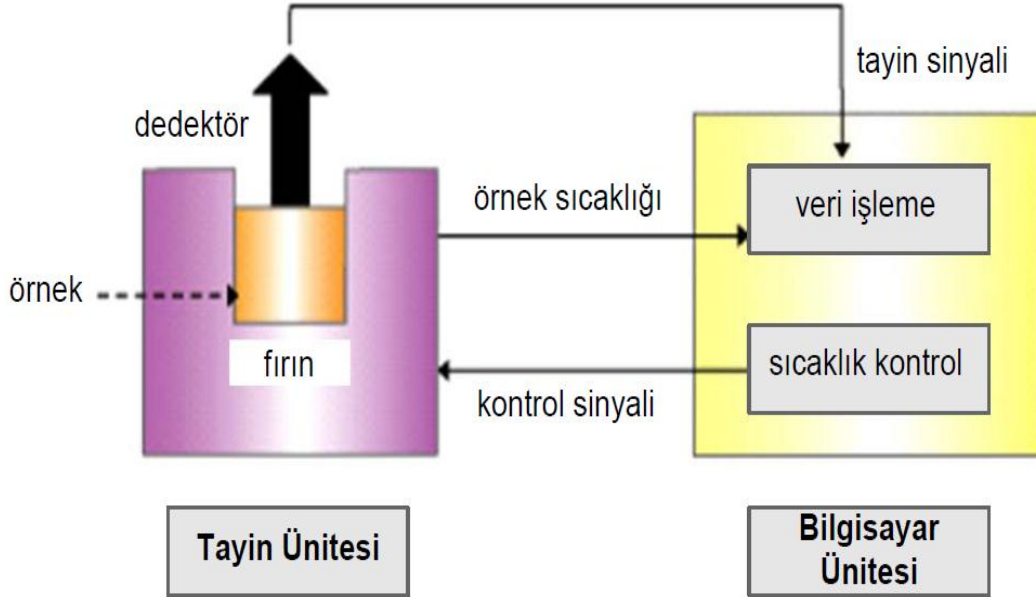 tayin sinyali
dedektör
örnek sıcaklığı
veri işleme
örnek
fırın
sıcaklık kontrol
kontrol sinyali
Tayin Ünitesi
Bilgisayar
Ünitesi